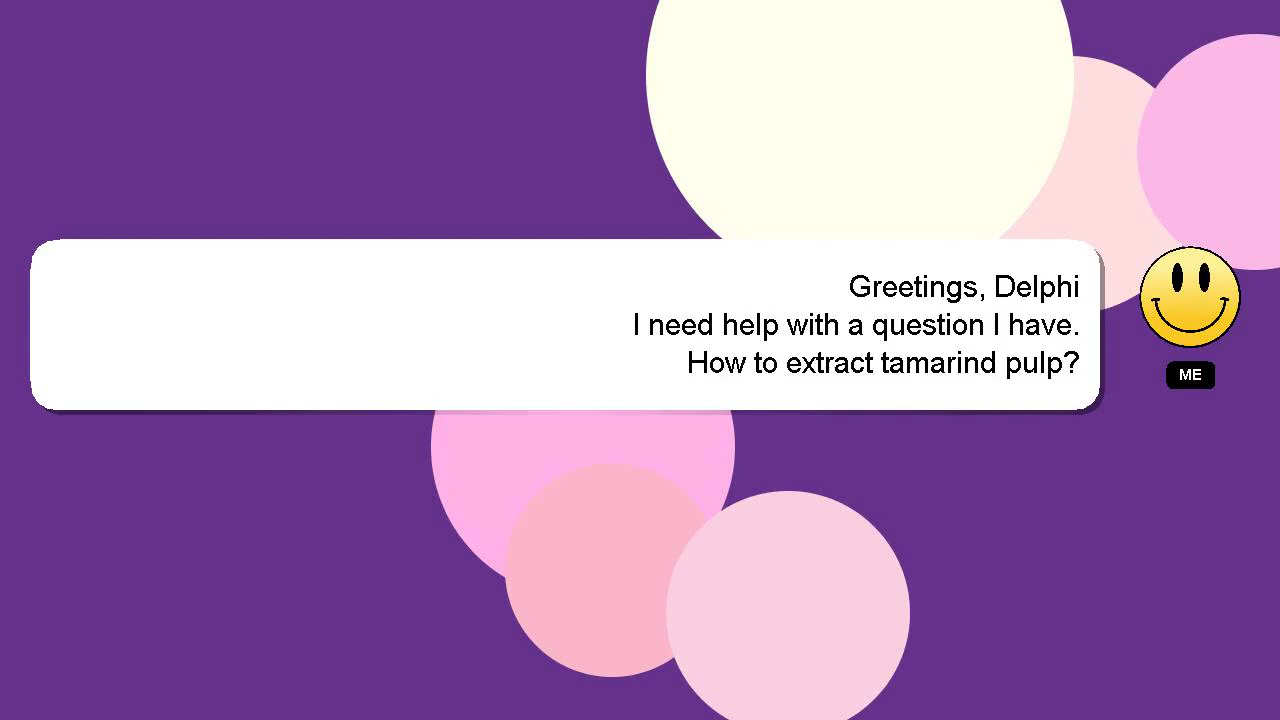 Greetings, Delphi
I need help with a question I have.
How to extract tamarind pulp?
ME